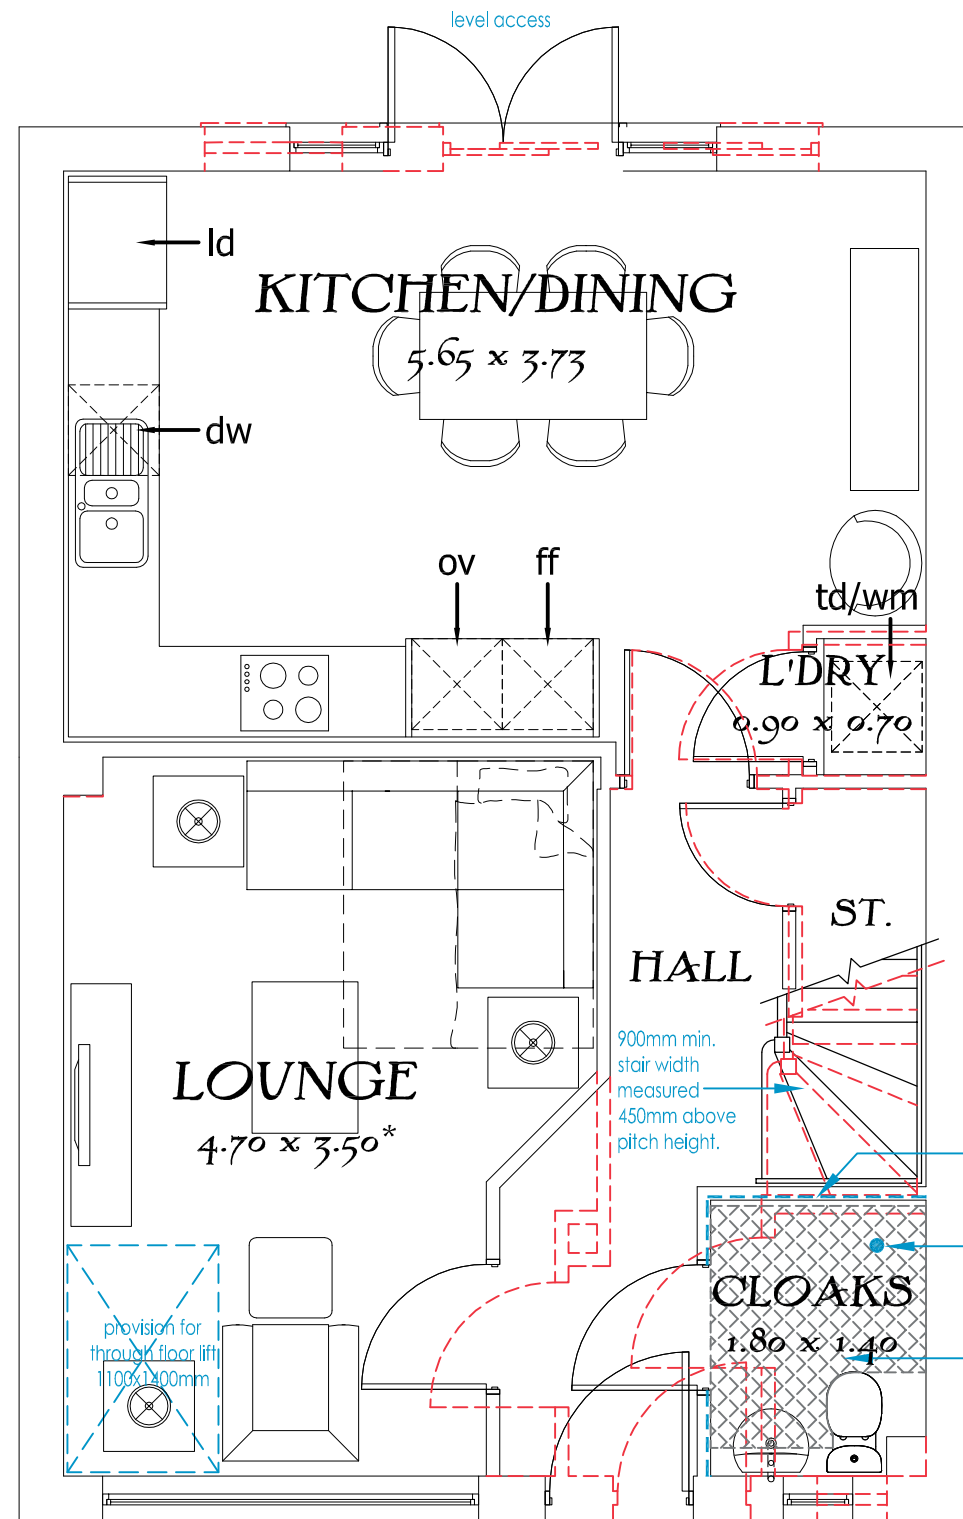 level access
ld
KITCHEN/DINING
5.65 x 3.73
dw
ov
ff
td/wm
L'DRY
0.90 x 0.70
ST.
HALL
900mm min.
stair width
measured
450mm above
pitch height.
LOUNGE
4.70 x 3.50*
CLOAKS
1.80 x 1.40
provision for
through floor lift
1100x1400mm